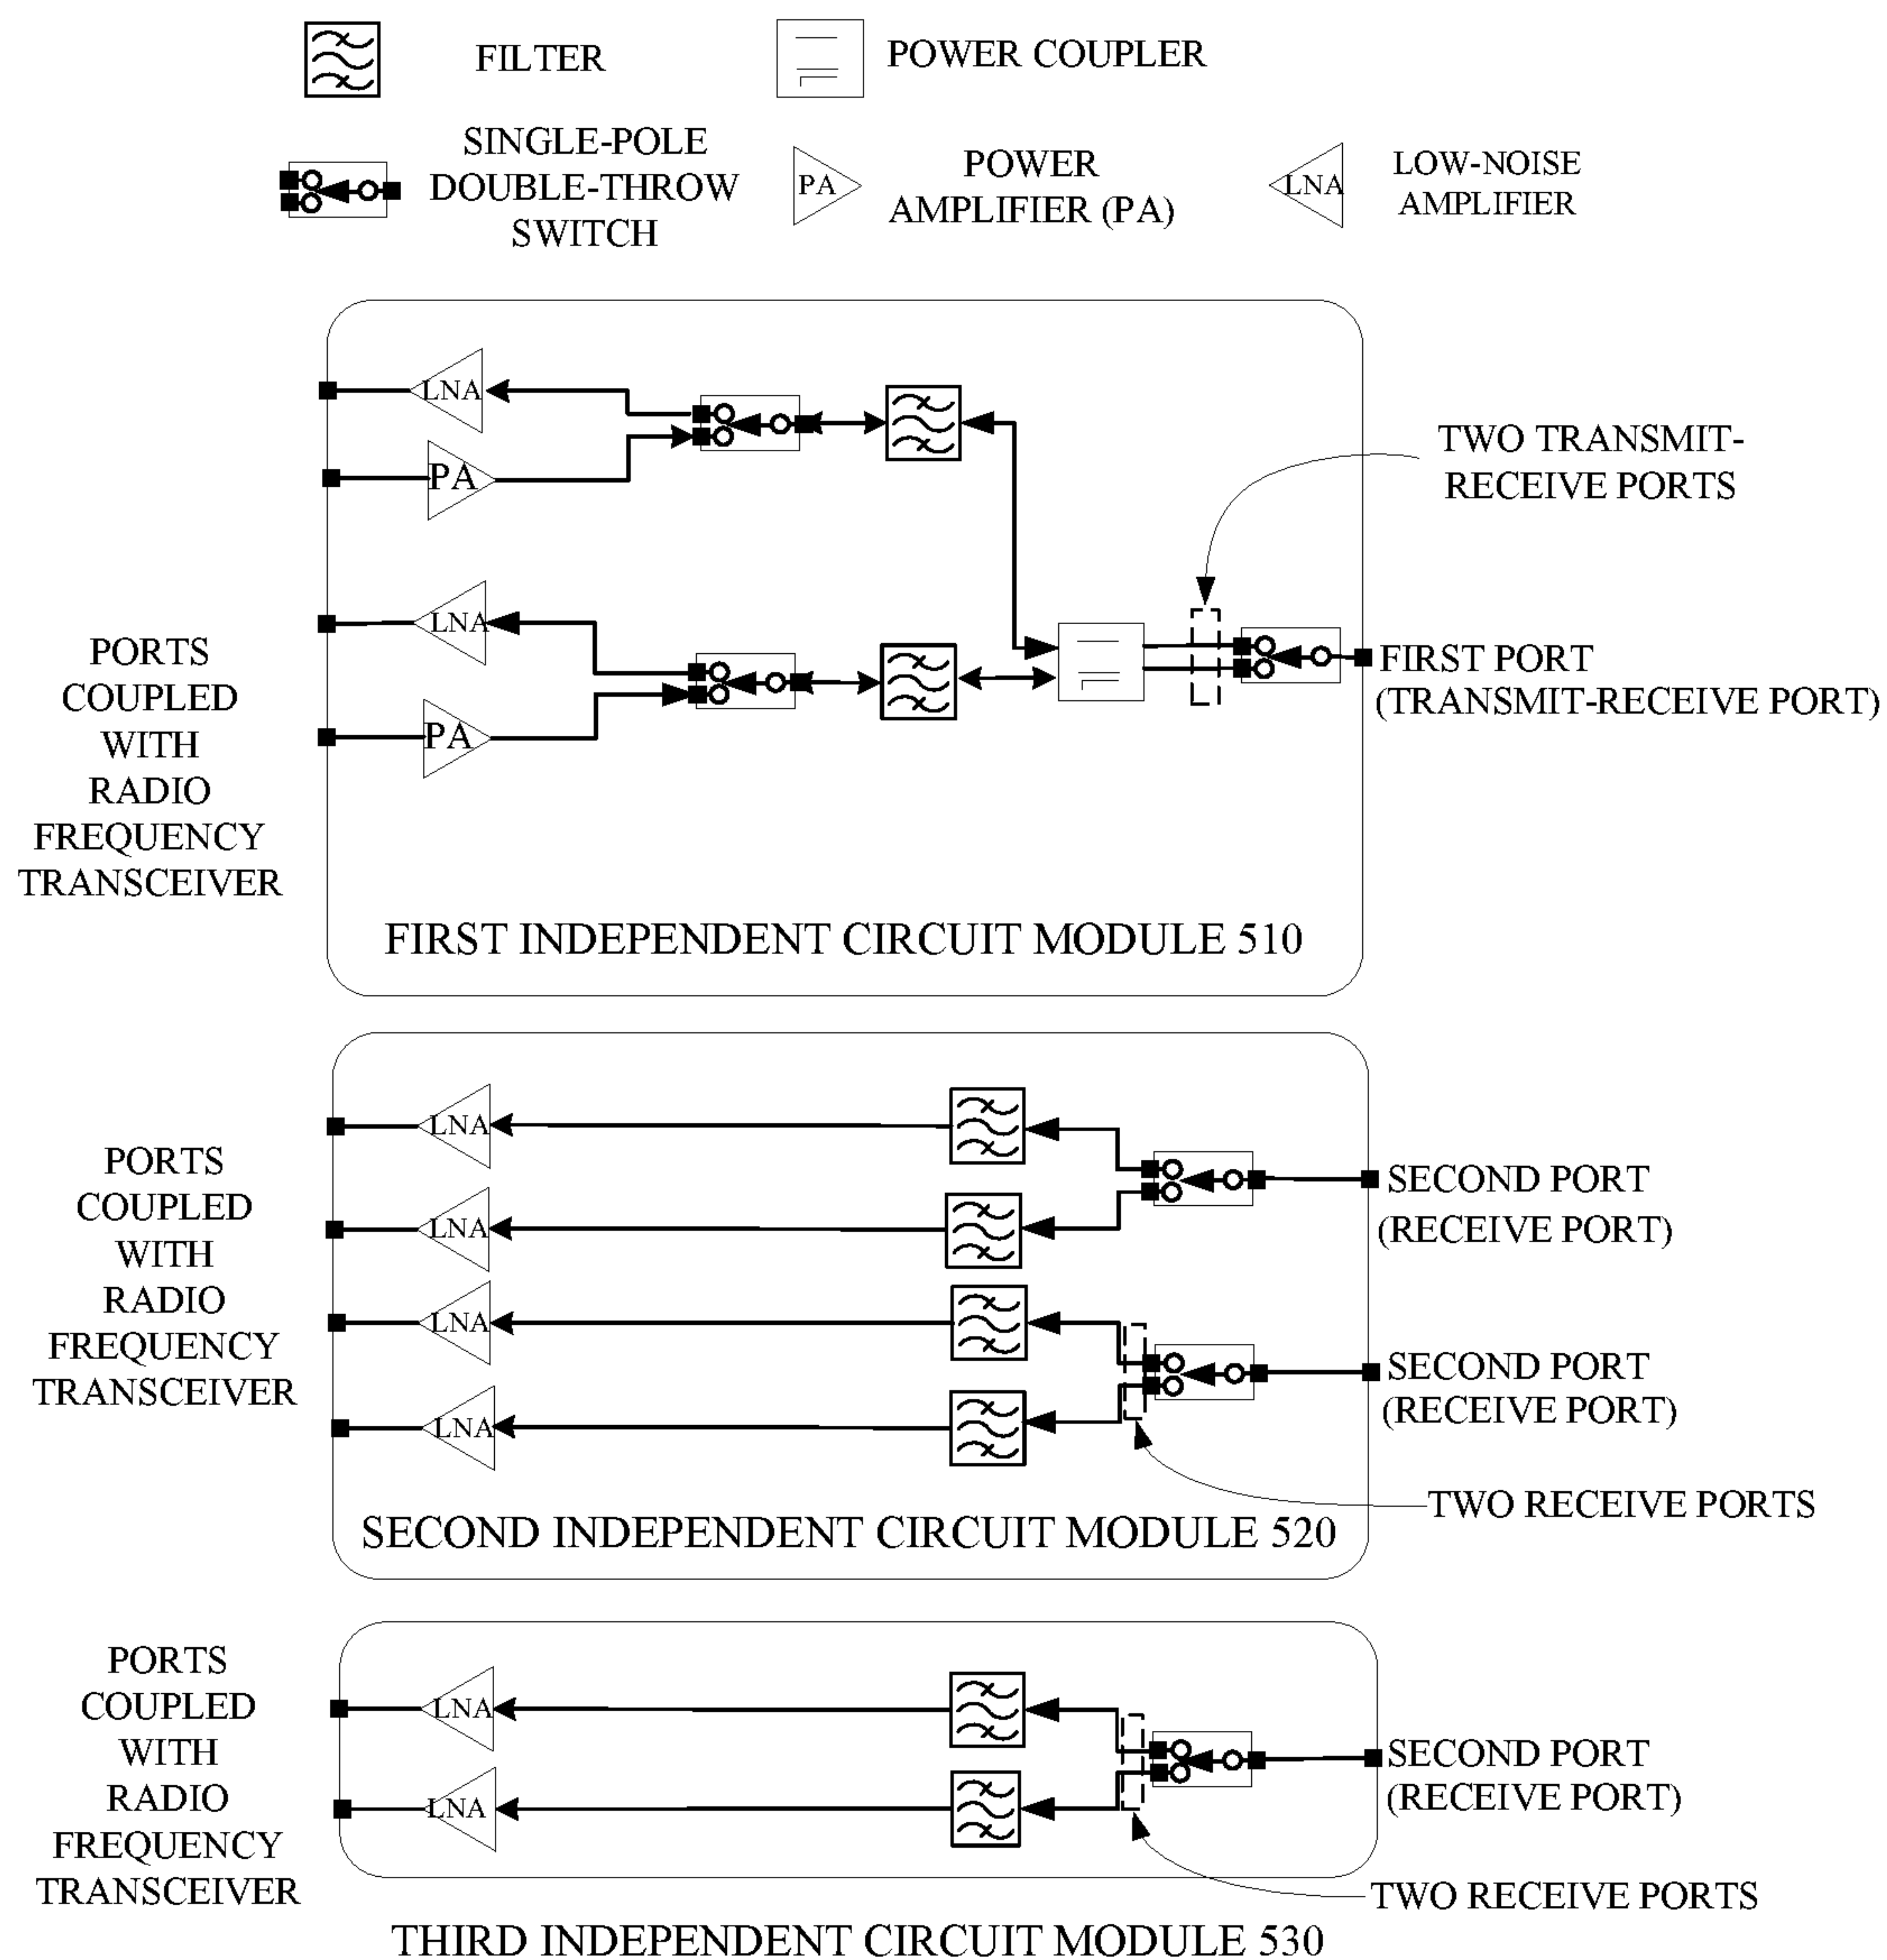 FILTER
POWER COUPLER
SINGLE-POLE
DOUBLE-THROW
SWITCH
PA
POWER
AMPLIFIER (PA)
LNA
LOW-NOISE
AMPLIFIER
LNA
PA
TWO TRANSMIT-
RECEIVE PORTS
LNA
PA
PORTS
COUPLED
WITH
RADIO
FREQUENCY
TRANSCEIVER
FIRST PORT
(TRANSMIT-RECEIVE PORT)
FIRST INDEPENDENT CIRCUIT MODULE 510
PORTS
COUPLED
WITH
RADIO
FREQUENCY
TRANSCEIVER
LNA
LNA
LNA
LNA
SECOND PORT
(RECEIVE PORT)
SECOND PORT
(RECEIVE PORT)
TWO RECEIVE PORTS
SECOND INDEPENDENT CIRCUIT MODULE 520
PORTS
COUPLED
WITH
RADIO
FREQUENCY
TRANSCEIVER
LNA
LNA
SECOND PORT
(RECEIVE PORT)
TWO RECEIVE PORTS
THIRD INDEPENDENT CIRCUIT MODULE 530